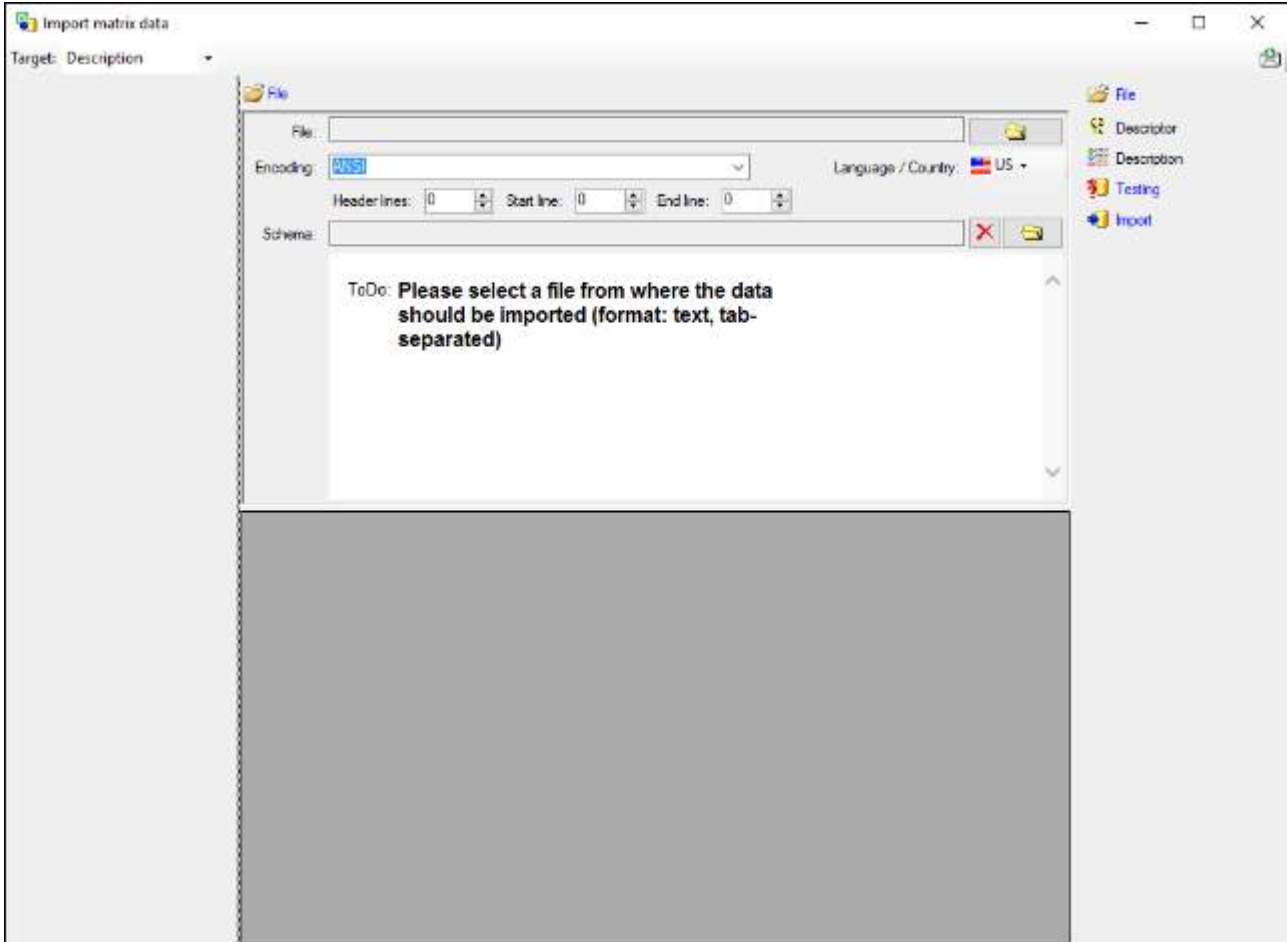 Import matrix data
Target: Description
File
File:
Encoding: ANSI Language / Country: US
Header lines: 0 Start line: 0 End line: 0
Schema:
ToDo: Please select a file from where the data
should be imported (format: text, tab-
separated)
File
Descriptor
Description
Testing
Import